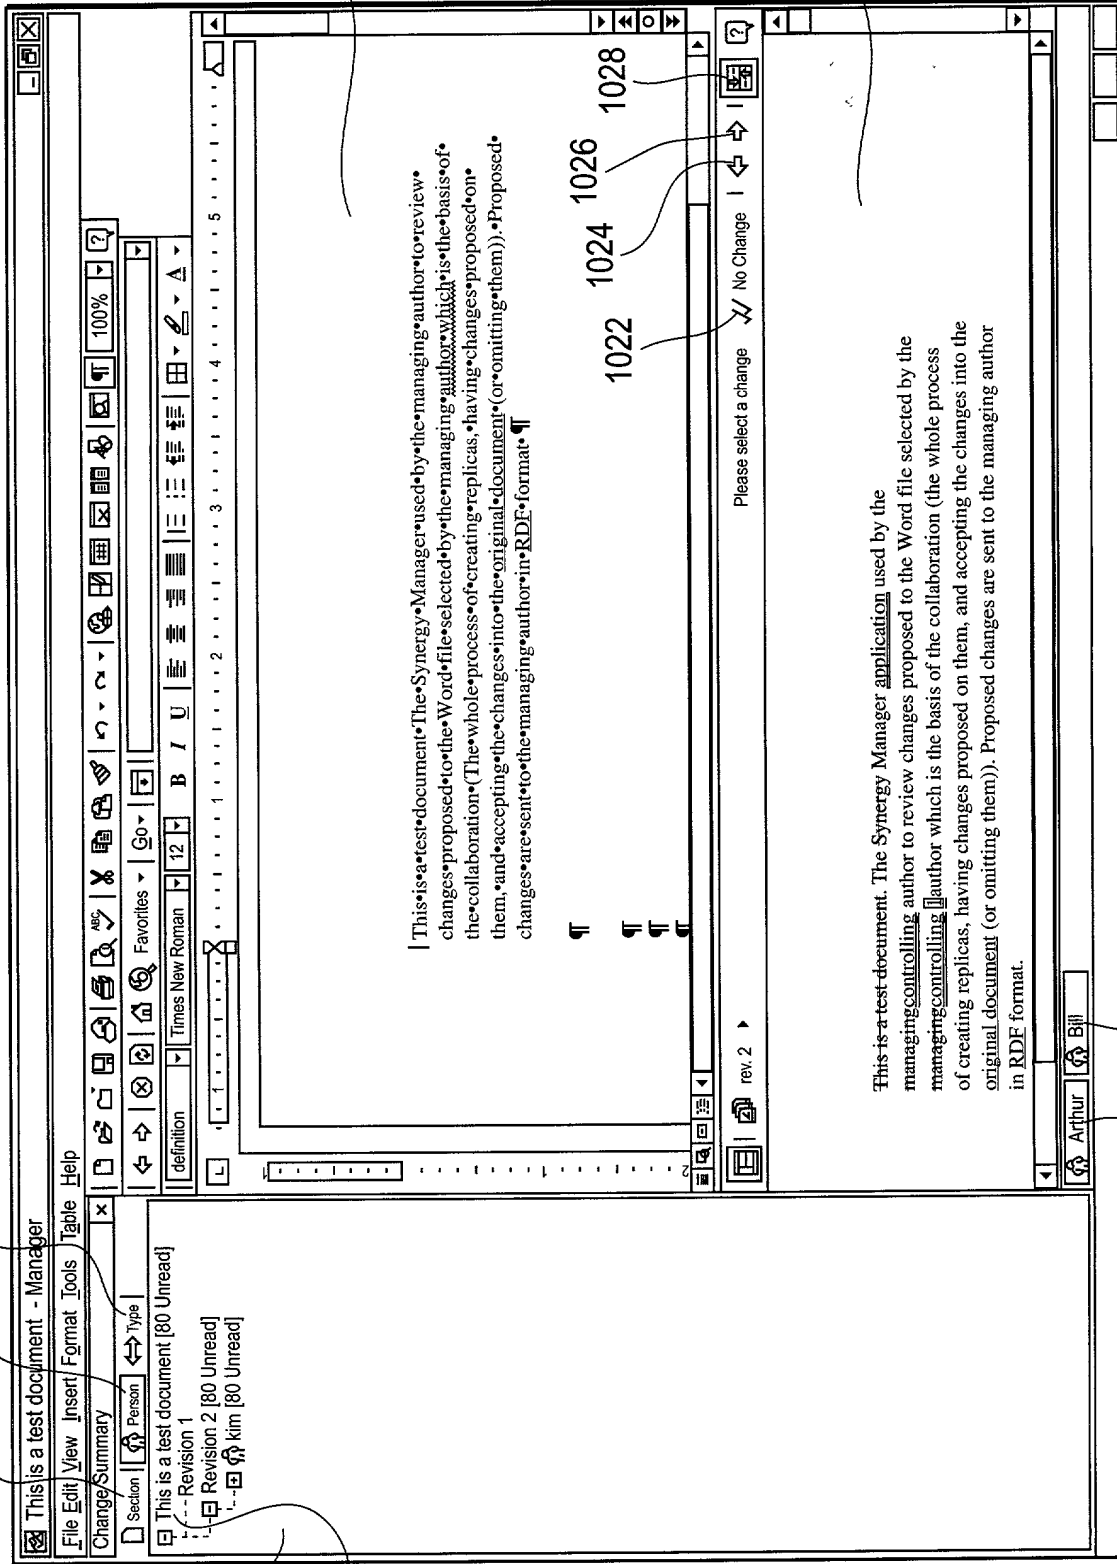 This is a test document - Manager
File Edit View Insert Format Tools Table Help
Change/Summary
Section Person Type
This is a test document [80 Unread]
Revision 1
Revision 2 [80 Unread]
kim [80 Unread]
ABC
100%
Favorites Go
definition Times New Roman 12 B I U A
1 1 2 3 4 5
This•is•a•test•document•The•Synergy•Manager•used•by•the•managing•author•to•review•
changes•proposed•to•the•Word•file•selected•by•the•managing•author•which•is•the•basis•of•
the•collaboration•(The•whole•process•of•creating•replicas,•having•changes•proposed•on•
them,•and•accepting•the•changes•into•the•original•document•(or•omitting•them)).•Proposed•
changes•are•sent•to•the•managing•author•in•RDF•format•¶
¶
¶
¶
¶
1022
1024
1026
1028
rev. 2 Please select a change No Change
This is a test document. The Synergy Manager application used by the
managingcontrolling author to review changes proposed to the Word file selected by the
managingcontrolling []author which is the basis of the collaboration (the whole process
of creating replicas, having changes proposed on them, and accepting the changes into the
original document (or omitting them)). Proposed changes are sent to the managing author
in RDF format.
Arthur Bill